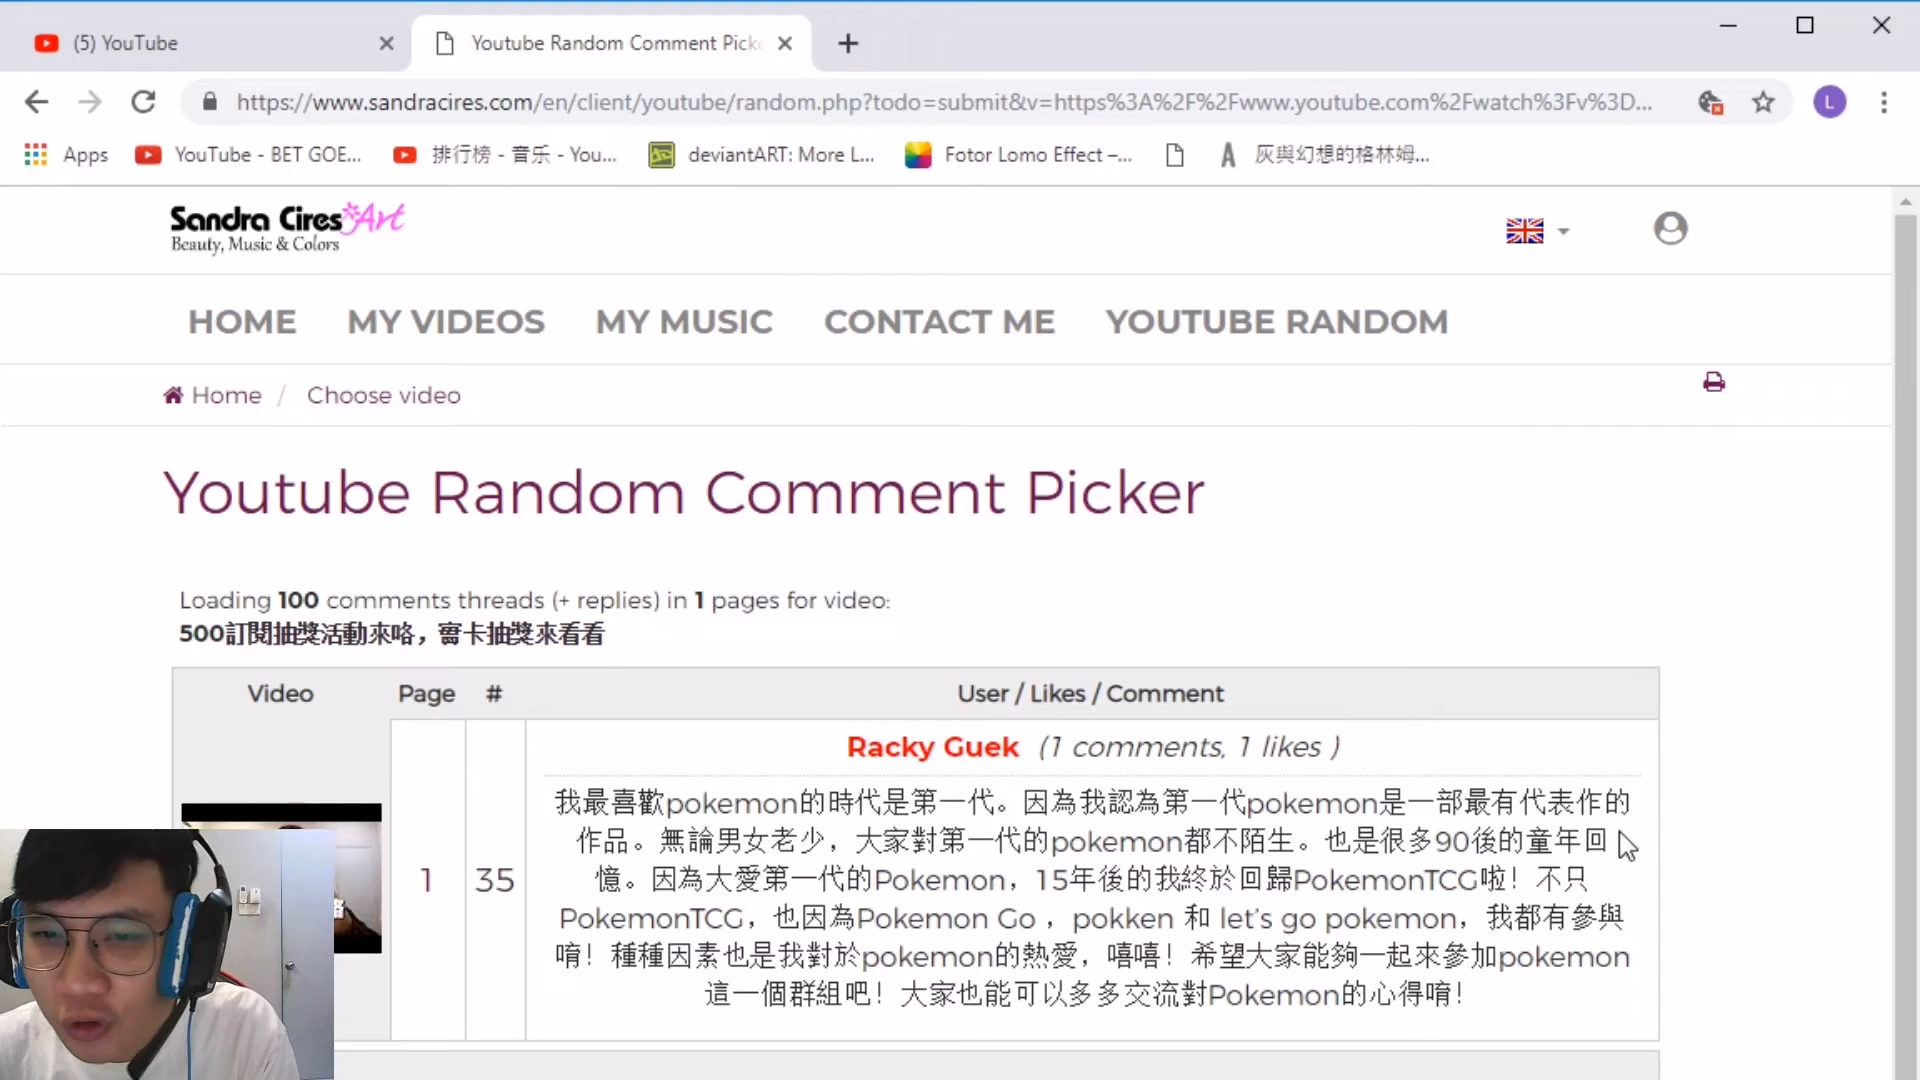 (5) YouTube
Youtube Random Comment Pick
https://www.sandracires.com/en/client/youtube/random.php?todo=submit&v=https%3A%2F%2Fwww.youtube.com%2Fwatch%3Fv%3D...
L
Apps
YouTube - BET GOE...
排行榜 - 音乐 - You...
deviantART: More L...
Fotor Lomo Effect –...
灰與幻想的格林姆...
Sandra Cires Art
Beauty, Music & Colors
HOME MY VIDEOS MY MUSIC CONTACT ME YOUTUBE RANDOM
Home / Choose video
Youtube Random Comment Picker
Loading 100 comments threads (+ replies) in 1 pages for video:
500訂閱抽獎活動來咯，寶卡抽獎來看看
Video Page # User / Likes / Comment
Racky Guek (1 comments, 1 likes )
1 35
我最喜歡pokemon的時代是第一代。因為我認為第一代pokemon是一部最有代表作的
作品。無論男女老少，大家對第一代的pokemon都不陌生。也是很多90後的童年回
憶。因為大愛第一代的Pokemon，15年後的我終於回歸PokemonTCG啦！不只
PokemonTCG，也因為Pokemon Go ，pokken 和 let's go pokemon，我都有參與
唷！種種因素也是我對於pokemon的熱愛，嘻嘻！希望大家能夠一起來參加pokemon
這一個群組吧！大家也能可以多多交流對Pokemon的心得唷！